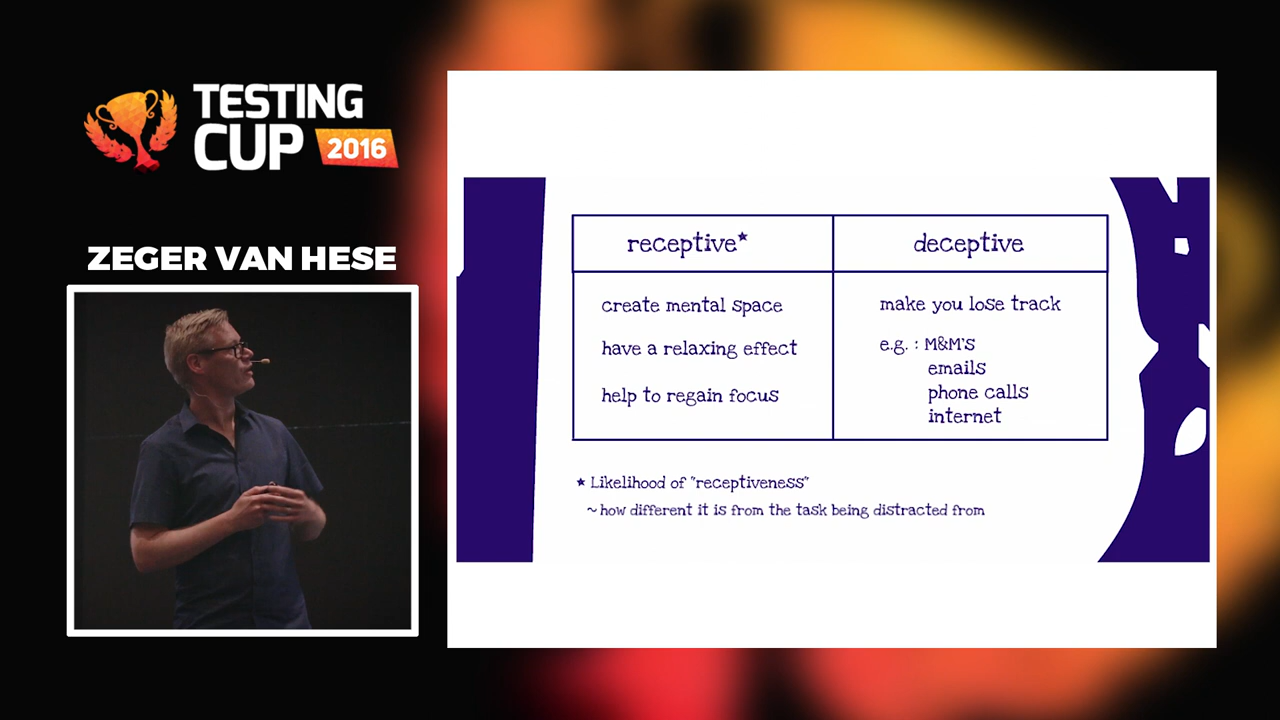 TESTING
CUP 2016
ZEGER VAN HESE
receptive* deceptive
create mental space
have a relaxing effect
help to regain focus
make you lose track
e.g. : M&M's
emails
phone calls
internet
* Likelihood of "receptiveness"
~ how different it is from the task being distracted from